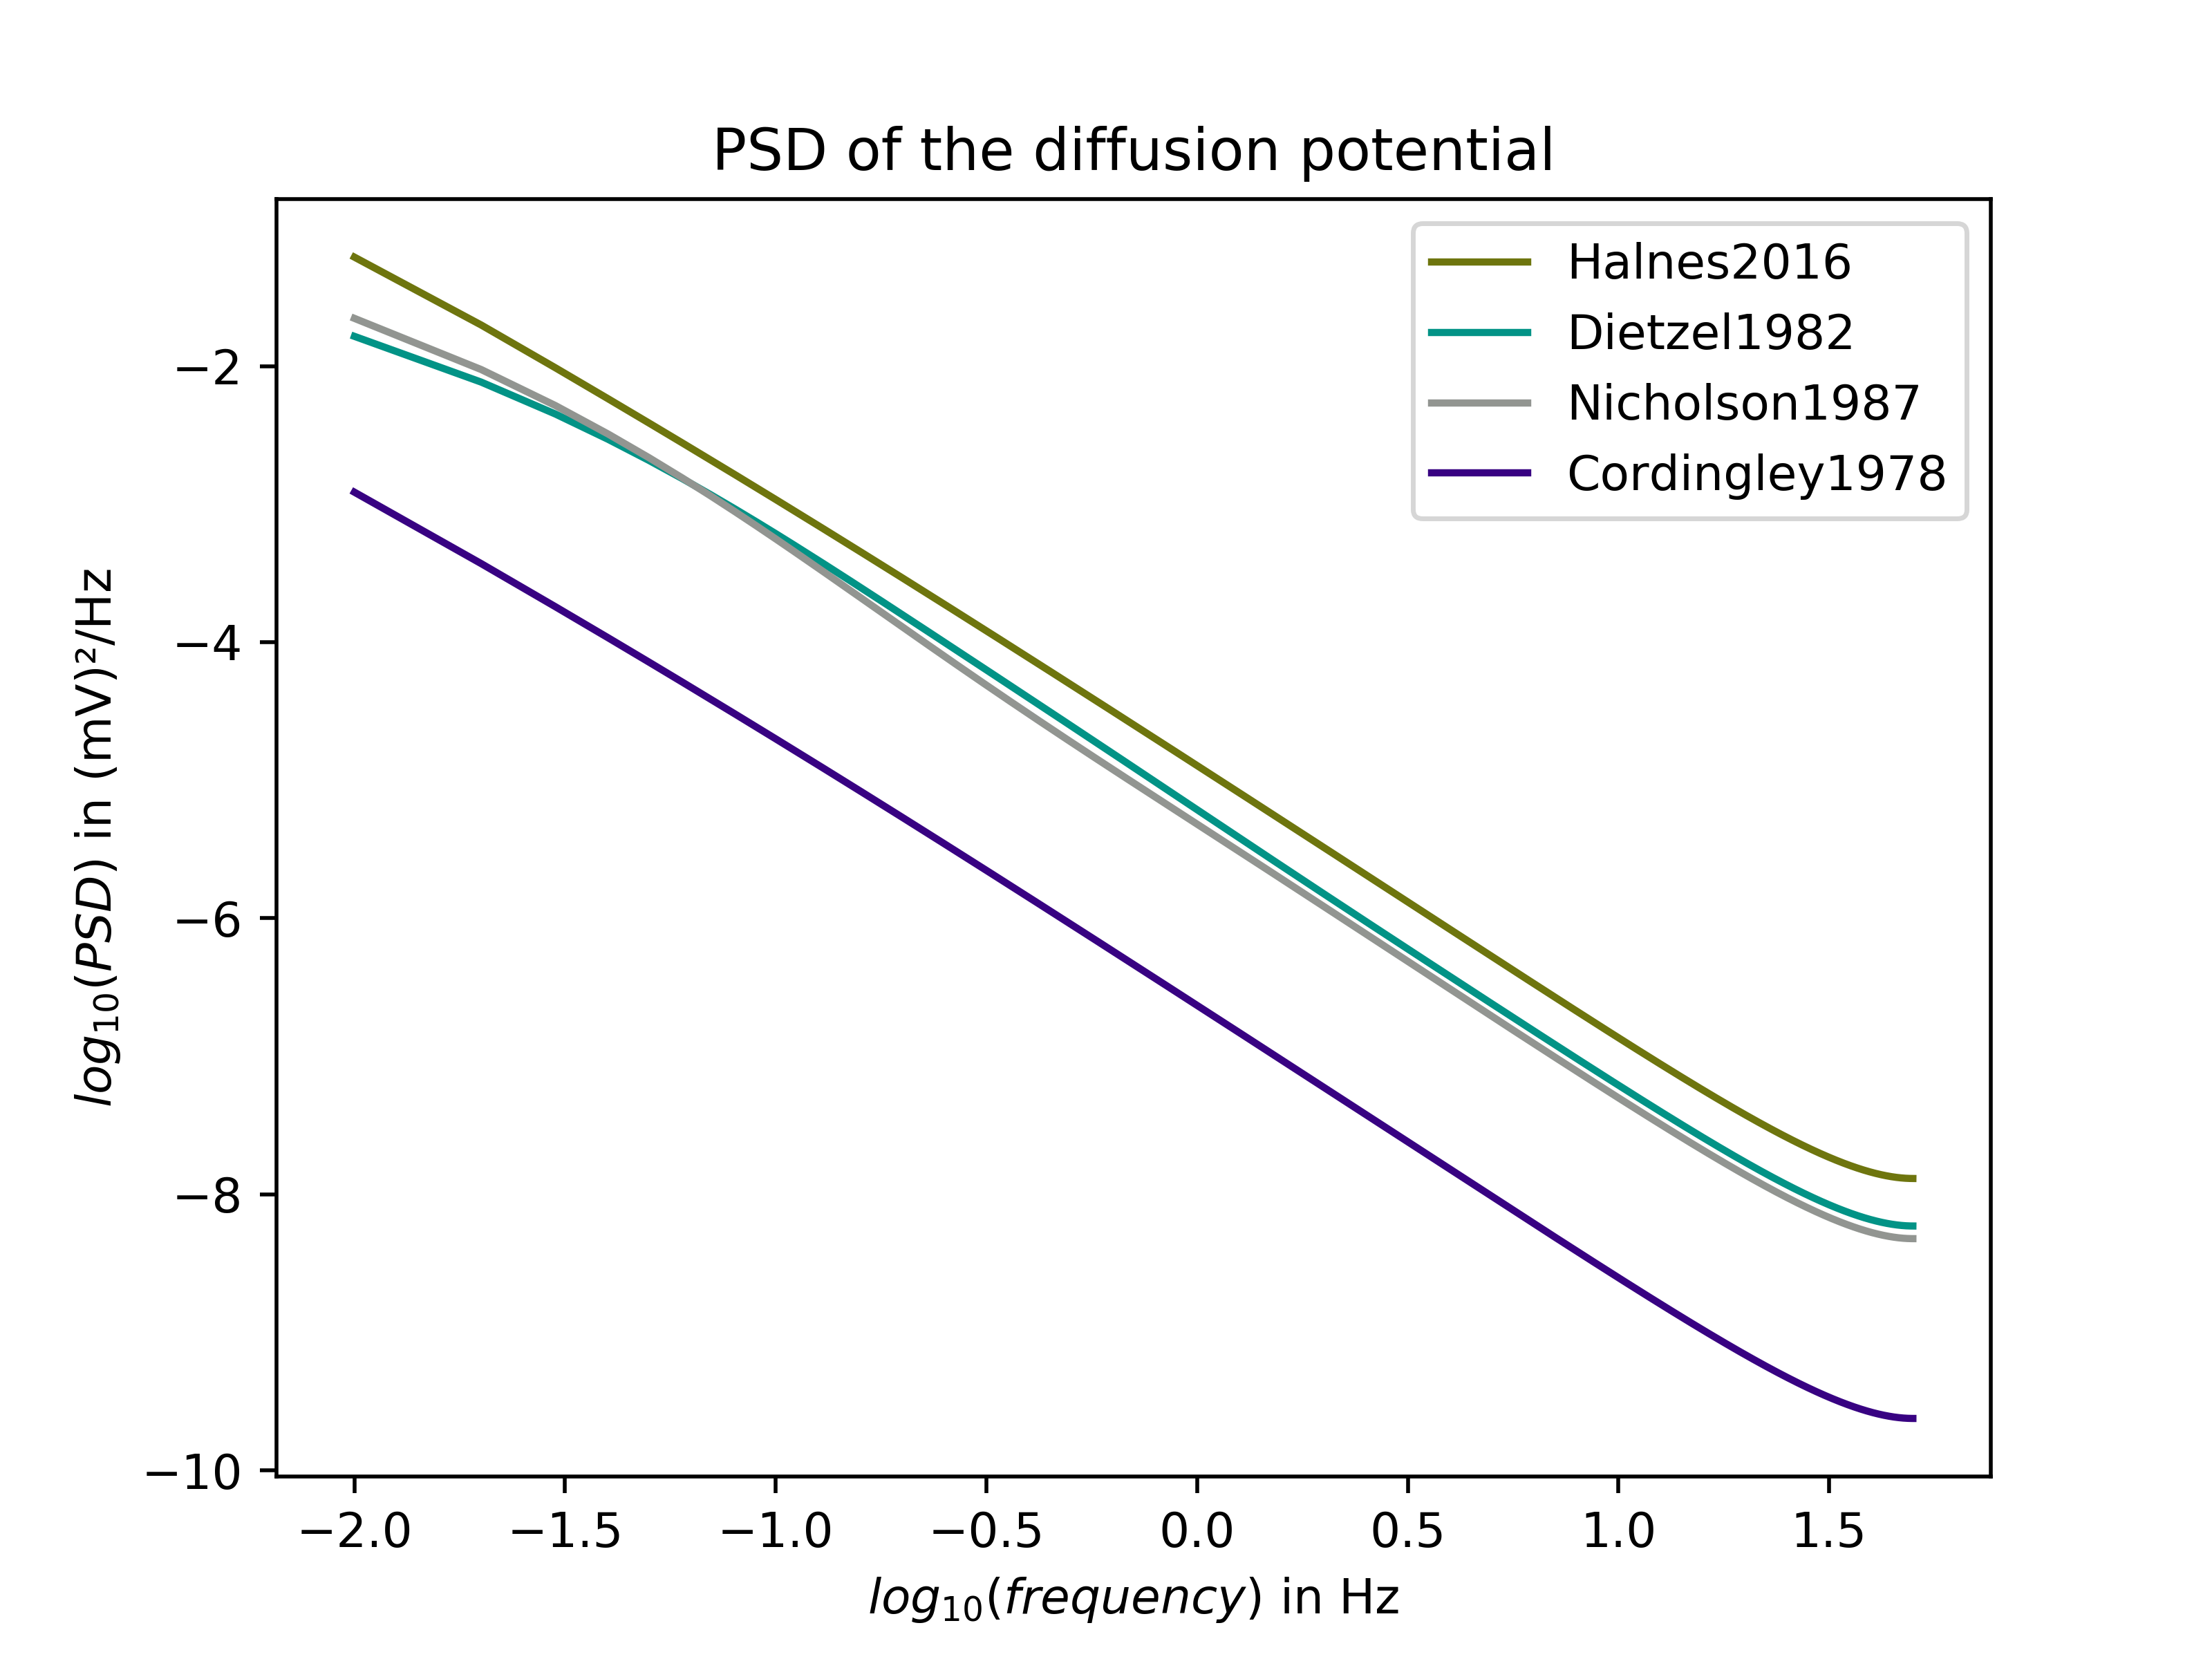 PSD of the diffusion potential
Halnes2016
Dietzel1982
Nicholson1987
Cordingley1978
log₁₀(PSD) in (mV)²/Hz
−2
−4
−6
−8
−10
−2.0 −1.5 −1.0 −0.5 0.0 0.5 1.0 1.5
log₁₀(frequency) in Hz